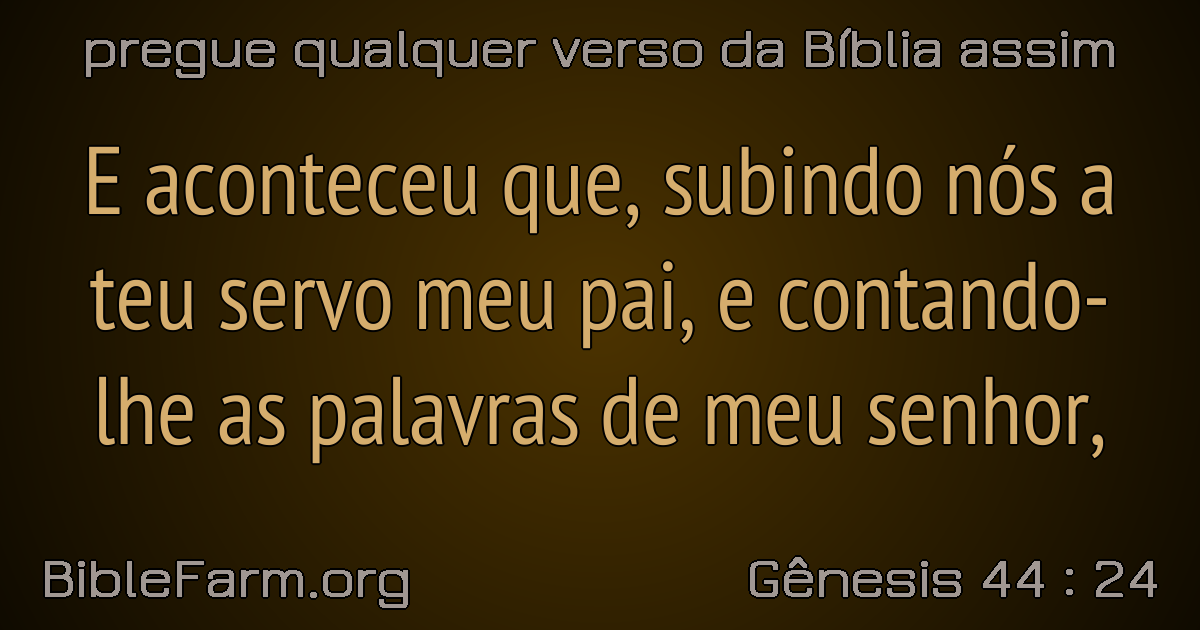 pregue qualquer verso da Bíblia assim
E aconteceu que, subindo nós a
teu servo meu pai, e contando-
lhe as palavras de meu senhor,
BibleFarm.org
Gênesis 44 : 24